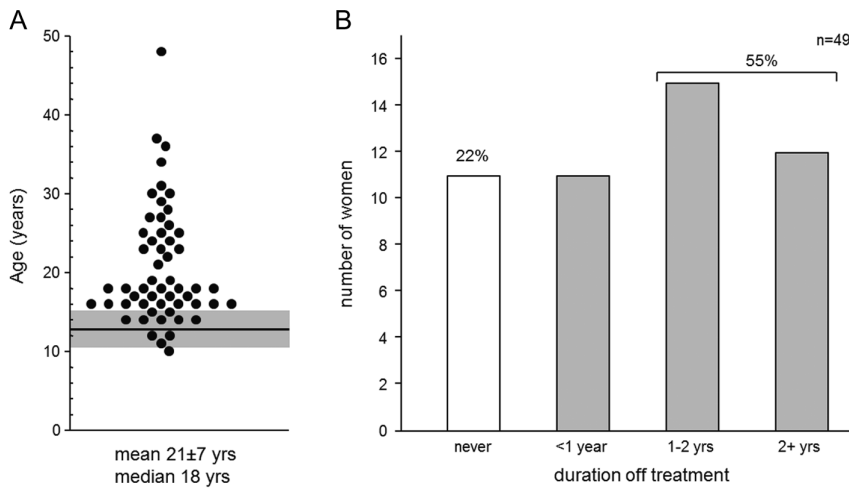 A
50
40
30
20
10
0
Age (years)
mean 21±7 yrs
median 18 yrs
B
n=49
16
14
12
10
8
6
4
2
0
number of women
22%
55%
never
<1 year
1-2 yrs
2+ yrs
duration off treatment